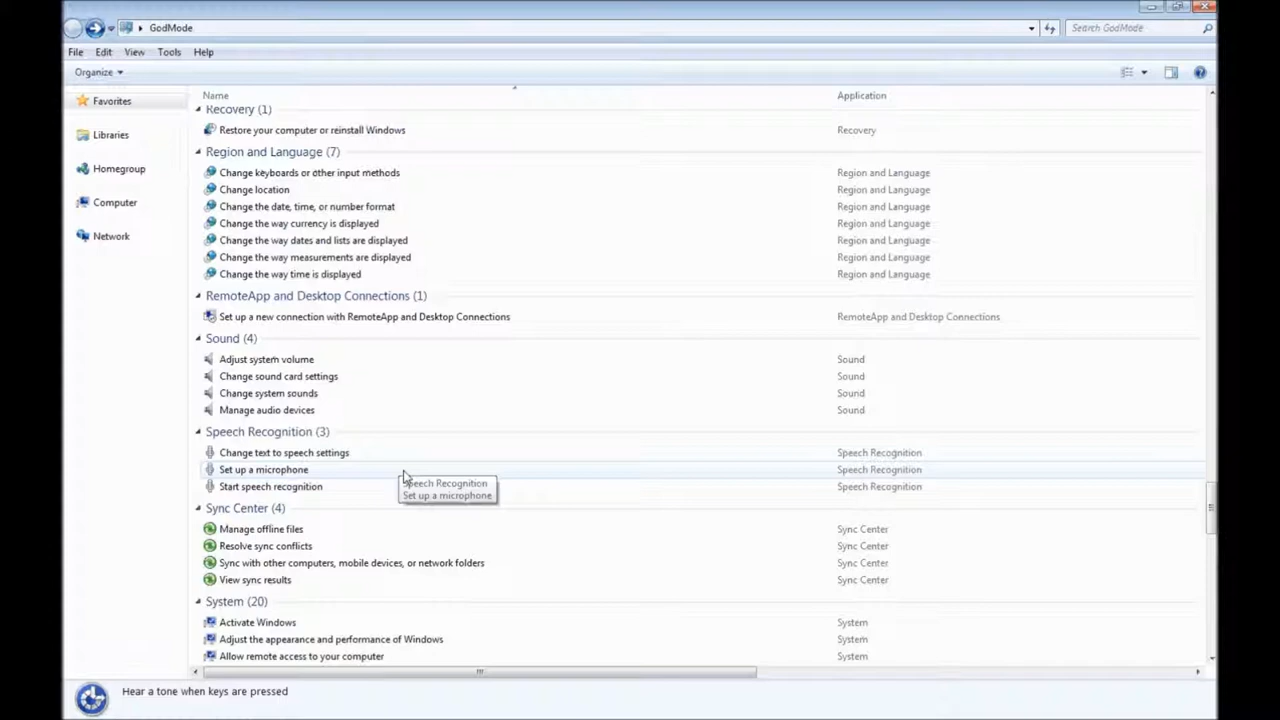 GodMode
Search GodMode
File Edit View Tools Help
Organize
Name Application
Favorites
Libraries
Homegroup
Computer
Network
Recovery (1)
Restore your computer or reinstall Windows Recovery
Region and Language (7)
Change keyboards or other input methods Region and Language
Change location Region and Language
Change the date, time, or number format Region and Language
Change the way currency is displayed Region and Language
Change the way dates and lists are displayed Region and Language
Change the way measurements are displayed Region and Language
Change the way time is displayed Region and Language
RemoteApp and Desktop Connections (1)
Set up a new connection with RemoteApp and Desktop Connections RemoteApp and Desktop Connections
Sound (4)
Adjust system volume Sound
Change sound card settings Sound
Change system sounds Sound
Manage audio devices Sound
Speech Recognition (3)
Change text to speech settings Speech Recognition
Set up a microphone Speech Recognition
Speech Recognition
Set up a microphone
Start speech recognition Speech Recognition
Sync Center (4)
Manage offline files Sync Center
Resolve sync conflicts Sync Center
Sync with other computers, mobile devices, or network folders Sync Center
View sync results Sync Center
System (20)
Activate Windows System
Adjust the appearance and performance of Windows System
Allow remote access to your computer System
Hear a tone when keys are pressed